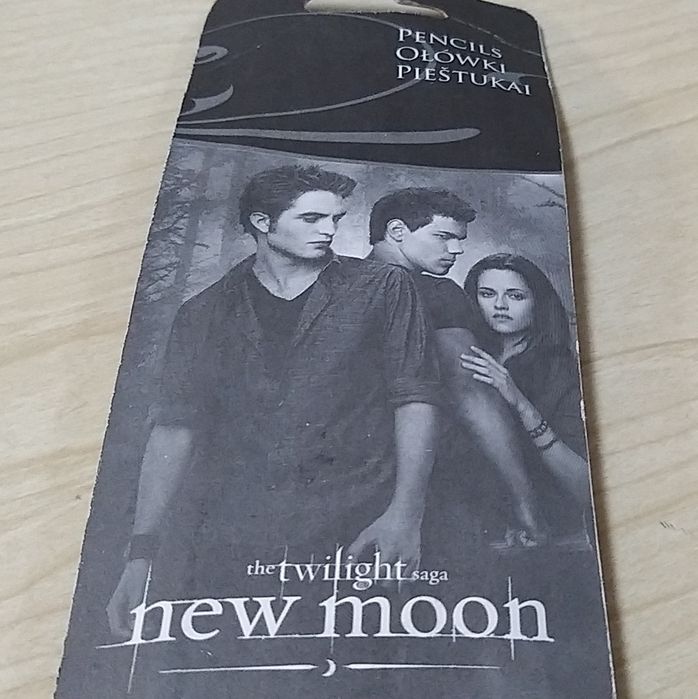 PENCILS
OŁÓWKI
PIEŠTUKAI
the twilight saga
new moon